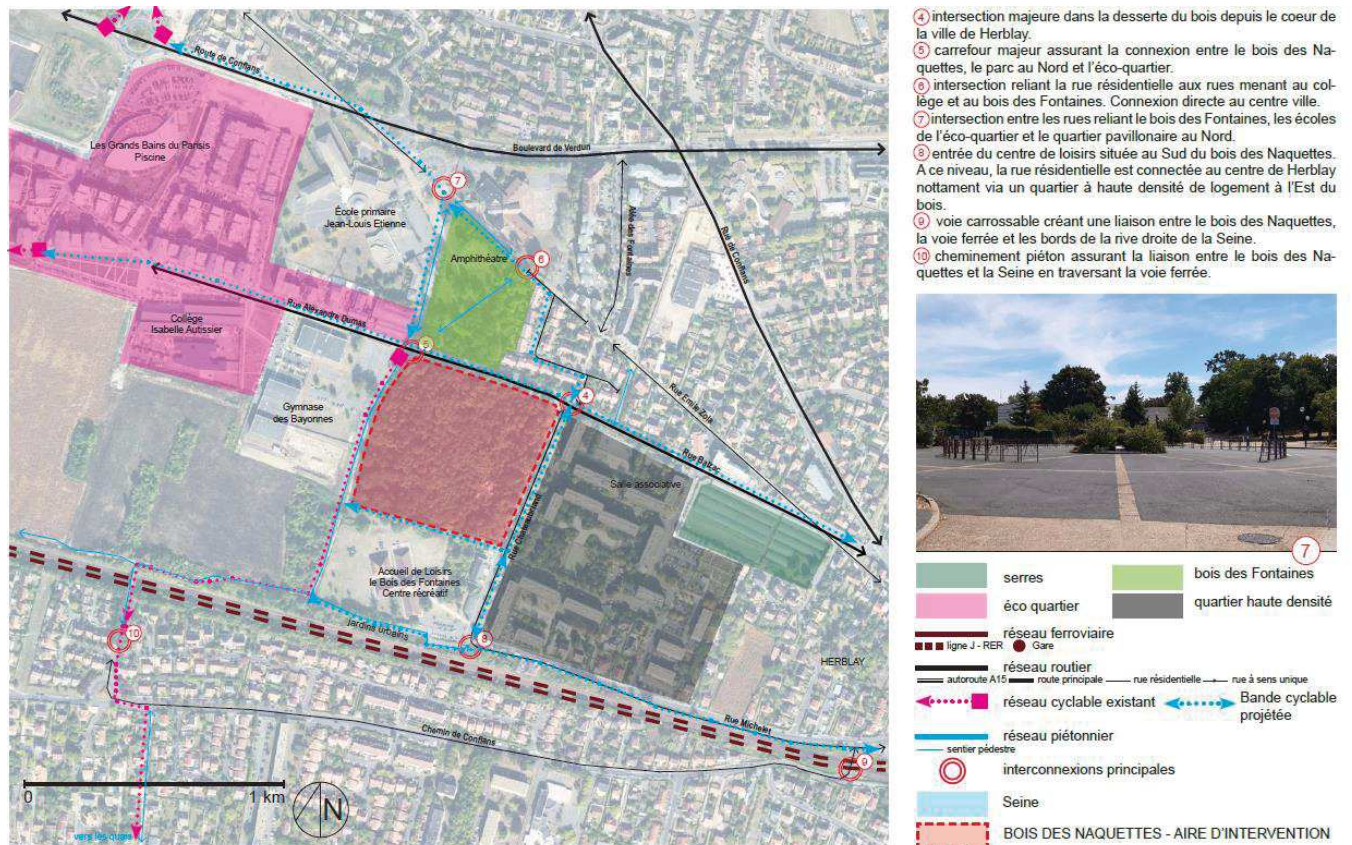 Route de Conflans
Les Grands Bains du Parisis
Piscine
Boulevard de Verdun
7
École primaire
Jean-Louis Etienne
Allée des Fontaines
Rue de Conflans
Amphithéatre
6
Rue Alexandre Dumas
Collège
Isabelle Autissier
5
Rue Emile Zola
4
Gymnase
des Bayonnes
Rue Balzac
Salle associative
Rue Chateaubriand
Accueil de Loisirs
le Bois des Fontaines
Centre récréatif
Jardins urbains
10
8
HERBLAY
Rue Michelet
Chemin de Conflans
9
0 1 km
N
vers les quais
4 intersection majeure dans la desserte du bois depuis le coeur de
la ville de Herblay.
5 carrefour majeur assurant la connexion entre le bois des Na-
quettes, le parc au Nord et l'éco-quartier.
6 intersection reliant la rue résidentielle aux rues menant au col-
lège et au bois des Fontaines. Connexion directe au centre ville.
7 intersection entre les rues reliant le bois des Fontaines, les écoles
de l'éco-quartier et le quartier pavillonaire au Nord.
8 entrée du centre de loisirs située au Sud du bois des Naquettes.
A ce niveau, la rue résidentielle est connectée au centre de Herblay
nottament via un quartier à haute densité de logement à l'Est du
bois.
9 voie carrossable créant une liaison entre le bois des Naquettes,
la voie ferrée et les bords de la rive droite de la Seine.
10 cheminement piéton assurant la liaison entre le bois des Na-
quettes et la Seine en traversant la voie ferrée.
7
serres bois des Fontaines
éco quartier quartier haute densité
réseau ferroviaire
ligne J - RER Gare
réseau routier
autoroute A15 route principale rue résidentielle rue à sens unique
réseau cyclable existant Bande cyclable
projétée
réseau piétonnier
sentier pédestre
interconnexions principales
Seine
BOIS DES NAQUETTES - AIRE D'INTERVENTION